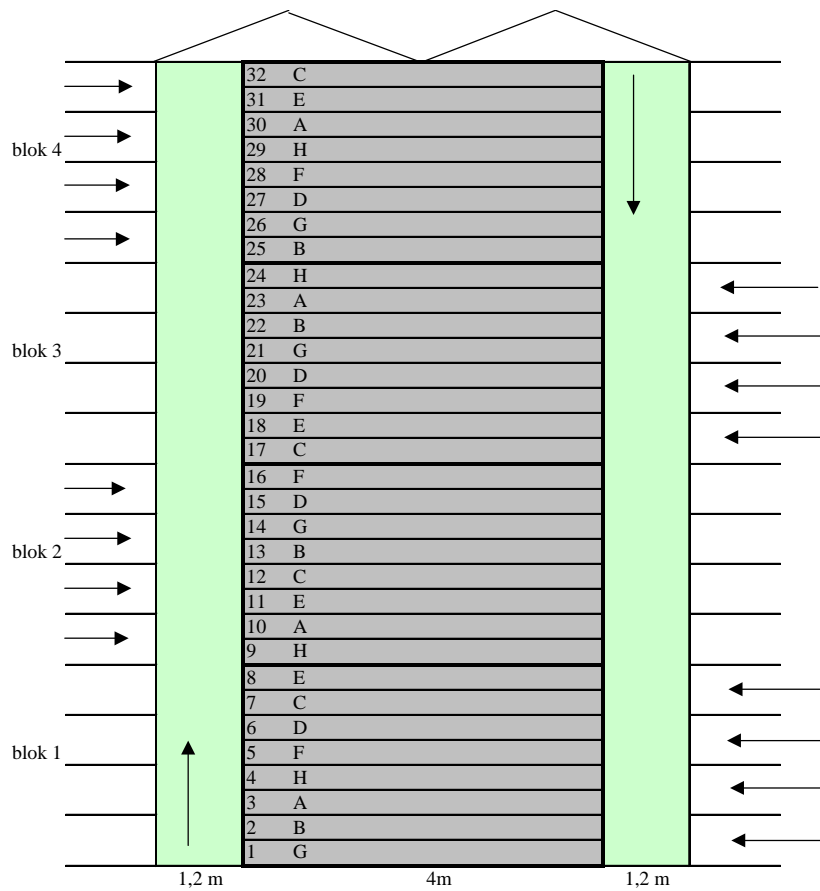 32 C
31 E
30 A
blok 4 29 H
28 F
27 D
26 G
25 B
24 H
23 A
22 B
blok 3 21 G
20 D
19 F
18 E
17 C
16 F
15 D
14 G
blok 2 13 B
12 C
11 E
10 A
9 H
8 E
7 C
6 D
blok 1 5 F
4 H
3 A
2 B
1 G
1,2 m 4m 1,2 m